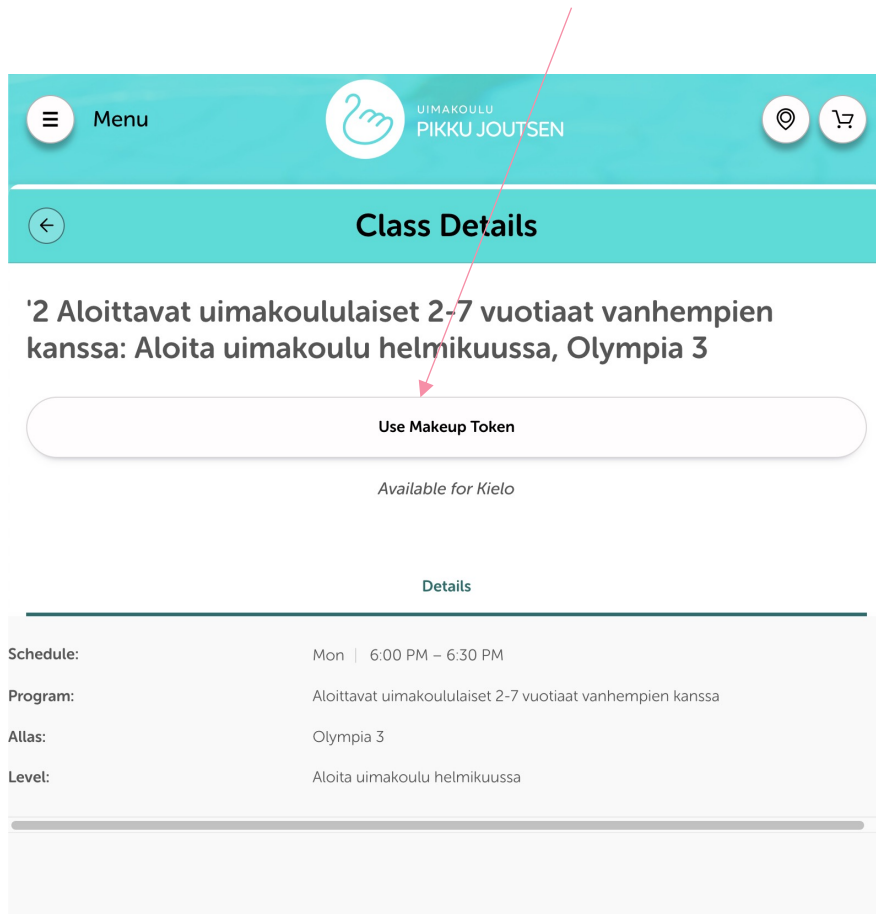 Menu
UIMAKOULU
PIKKU JOUTSEN
Class Details
'2 Aloittavat uimakoululaiset 2-7 vuotiaat vanhempien
kanssa: Aloita uimakoulu helmikuussa, Olympia 3
Use Makeup Token
Available for Kielo
Details
Schedule: Mon | 6:00 PM – 6:30 PM
Program: Aloittavat uimakoululaiset 2-7 vuotiaat vanhempien kanssa
Allas: Olympia 3
Level: Aloita uimakoulu helmikuussa